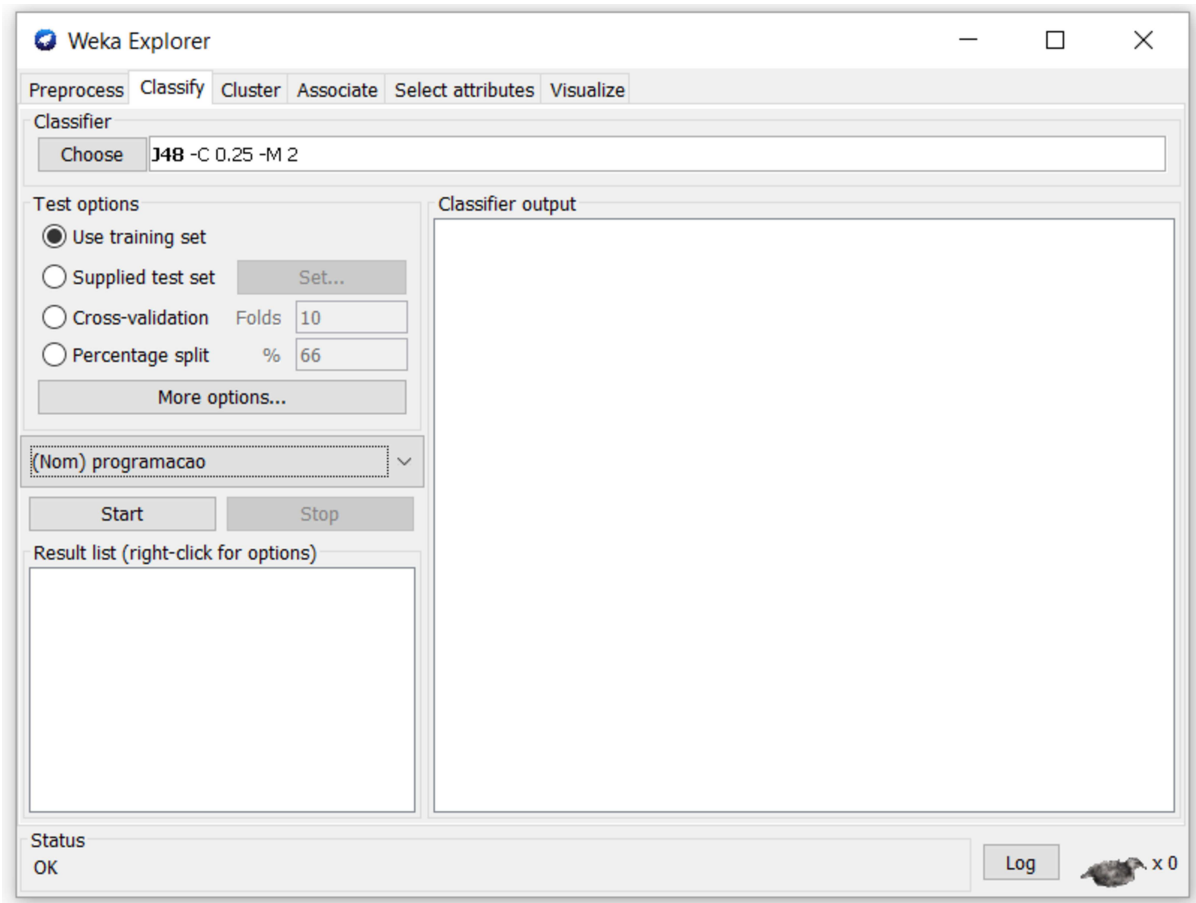 Weka Explorer
Preprocess Classify Cluster Associate Select attributes Visualize
Classifier
Choose J48 -C 0.25 -M 2
Test options
Use training set
Supplied test set Set...
Cross-validation Folds 10
Percentage split % 66
More options...
(Nom) programacao
Start Stop
Result list (right-click for options)
Classifier output
Status
OK
Log x 0